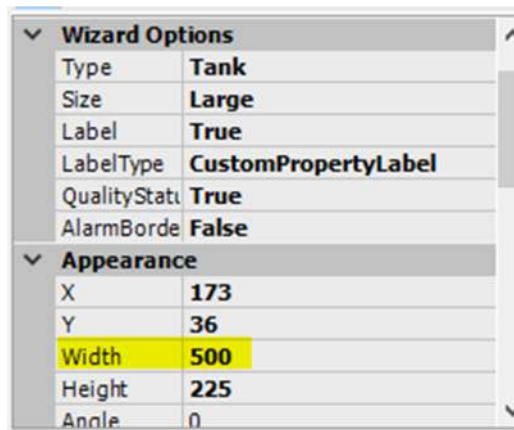 Wizard Options
Type Tank
Size Large
Label True
LabelType CustomPropertyLabel
QualityStatu True
AlarmBorde False
Appearance
X 173
Y 36
Width 500
Height 225
Angle 0